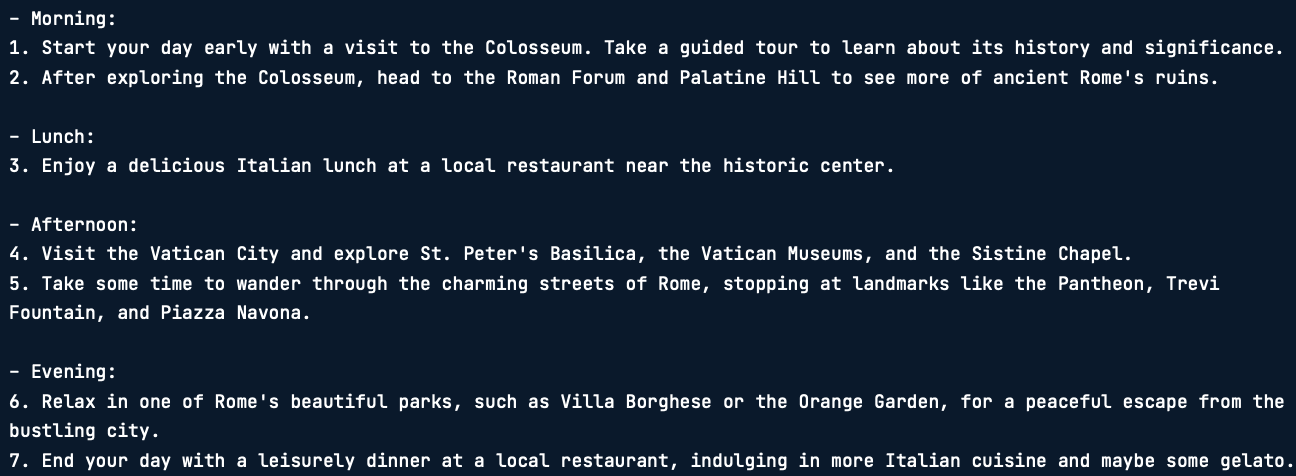 - Morning:
1. Start your day early with a visit to the Colosseum. Take a guided tour to learn about its history and significance.
2. After exploring the Colosseum, head to the Roman Forum and Palatine Hill to see more of ancient Rome's ruins.
- Lunch:
3. Enjoy a delicious Italian lunch at a local restaurant near the historic center.
- Afternoon:
4. Visit the Vatican City and explore St. Peter's Basilica, the Vatican Museums, and the Sistine Chapel.
5. Take some time to wander through the charming streets of Rome, stopping at landmarks like the Pantheon, Trevi
Fountain, and Piazza Navona.
- Evening:
6. Relax in one of Rome's beautiful parks, such as Villa Borghese or the Orange Garden, for a peaceful escape from the
bustling city.
7. End your day with a leisurely dinner at a local restaurant, indulging in more Italian cuisine and maybe some gelato.